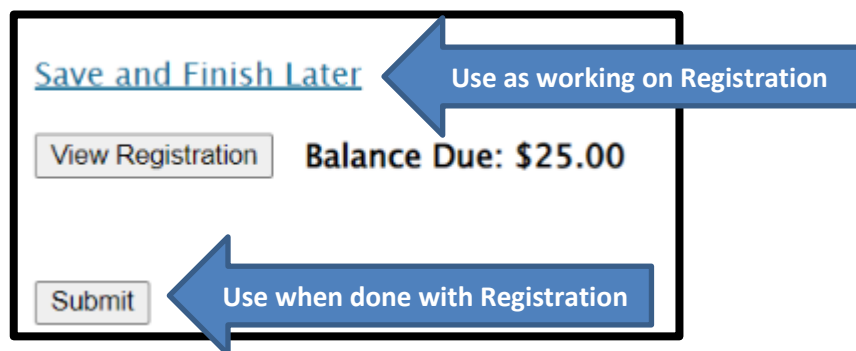 Save and Finish Later
Use as working on Registration
View Registration
Balance Due: $25.00
Submit
Use when done with Registration